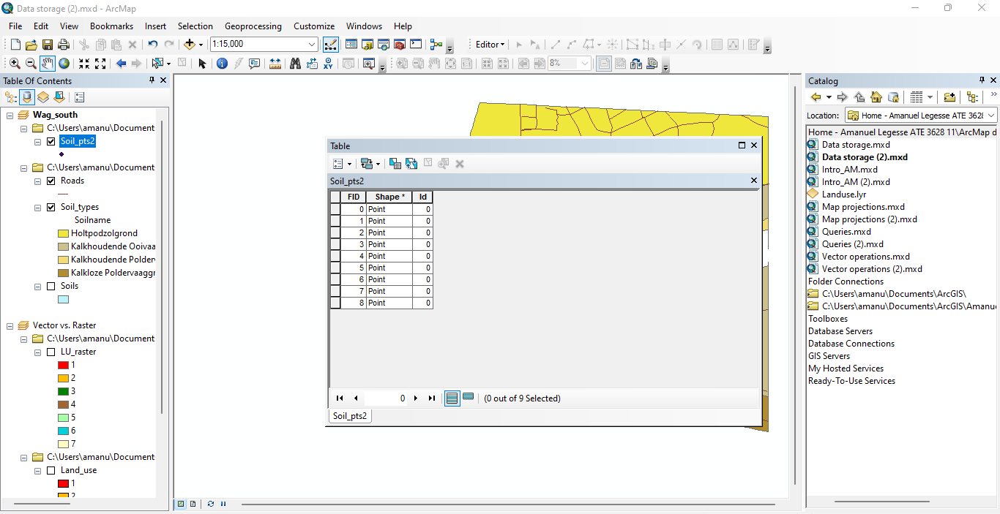 Data storage (2).mxd - ArcMap
File Edit View Bookmarks Insert Selection Geoprocessing Customize Windows Help
1:15,000
Editor
8%
Table Of Contents
Wag_south
C:\Users\amanu\Document
Soil_pts2
C:\Users\amanu\Document
Roads
Soil_types
Soilname
Holtpodzolgrond
Kalkhoudende Ooivaa
Kalkhoudende Polder
Kalkloze Poldervaaggr
Soils
Vector vs. Raster
C:\Users\amanu\Document
LU_raster
1
2
3
4
5
6
7
C:\Users\amanu\Document
Land_use
1
2
Table
Soil_pts2
FID Shape * Id
0 Point 0
1 Point 0
2 Point 0
3 Point 0
4 Point 0
5 Point 0
6 Point 0
7 Point 0
8 Point 0
0 (0 out of 9 Selected)
Soil_pts2
Catalog
Location: Home - Amanuel Legesse ATE 3628
Home - Amanuel Legesse ATE 3628 11\ArcMap d
Data storage.mxd
Data storage (2).mxd
Intro_AM.mxd
Intro_AM (2).mxd
Landuse.lyr
Map projections.mxd
Map projections (2).mxd
Queries.mxd
Queries (2).mxd
Vector operations.mxd
Vector operations (2).mxd
Folder Connections
C:\Users\amanu\Documents\ArcGIS\
C:\Users\amanu\Documents\ArcGIS\Amanu
Toolboxes
Database Servers
Database Connections
GIS Servers
My Hosted Services
Ready-To-Use Services